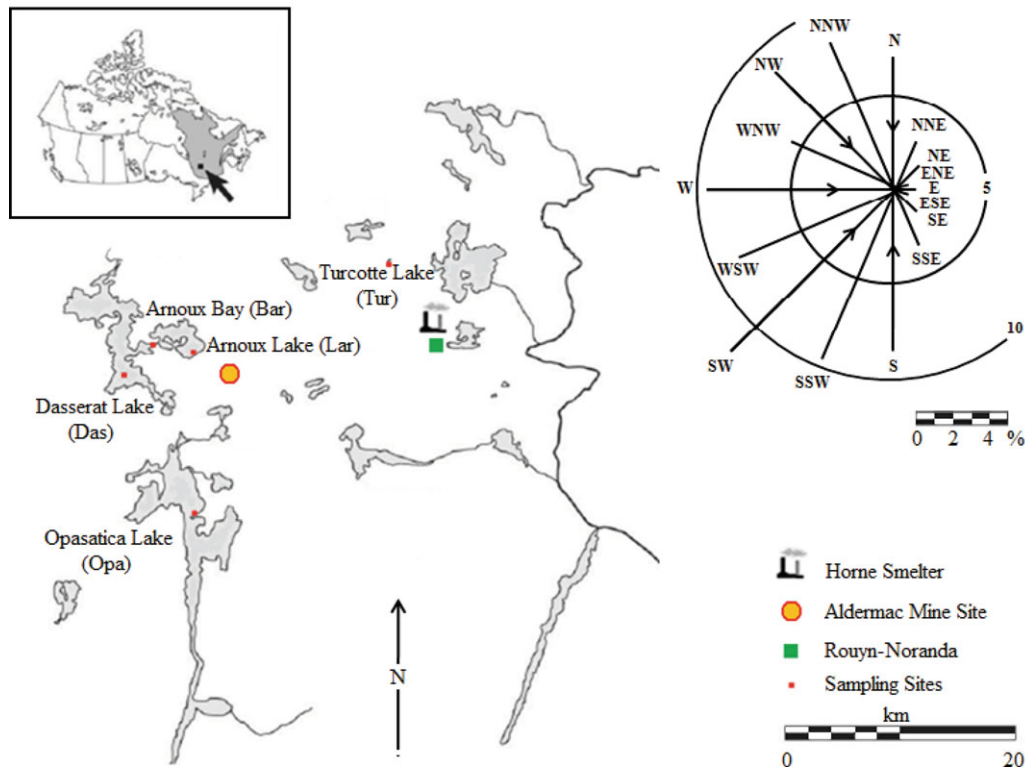 NNW
N
NW
WNW
NNE
NE
ENE
W
E
5
ESE
SE
WSW
SSE
10
SW
SSW
S
0 2 4 %
Turcotte Lake
(Tur)
Arnoux Bay (Bar)
Arnoux Lake (Lar)
Dasserat Lake
(Das)
Opasatica Lake
(Opa)
N
Horne Smelter
Aldermac Mine Site
Rouyn-Noranda
Sampling Sites
km
0 20